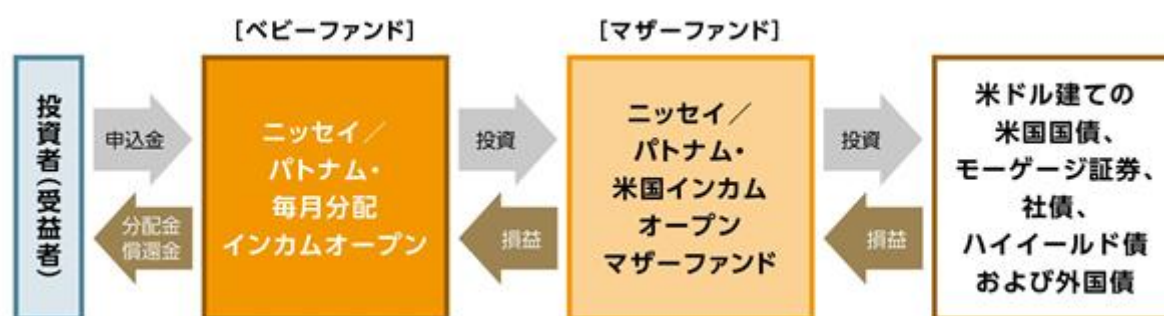 [ベビーファンド]
[マザーファンド]
投資者(受益者)
申込金
分配金
償還金
ニッセイ／
パトナム・
毎月分配
インカムオープン
投資
損益
ニッセイ／
パトナム・
米国インカム
オープン
マザーファンド
投資
損益
米ドル建ての
米国国債、
モーゲージ証券、
社債、
ハイイールド債
および外国債